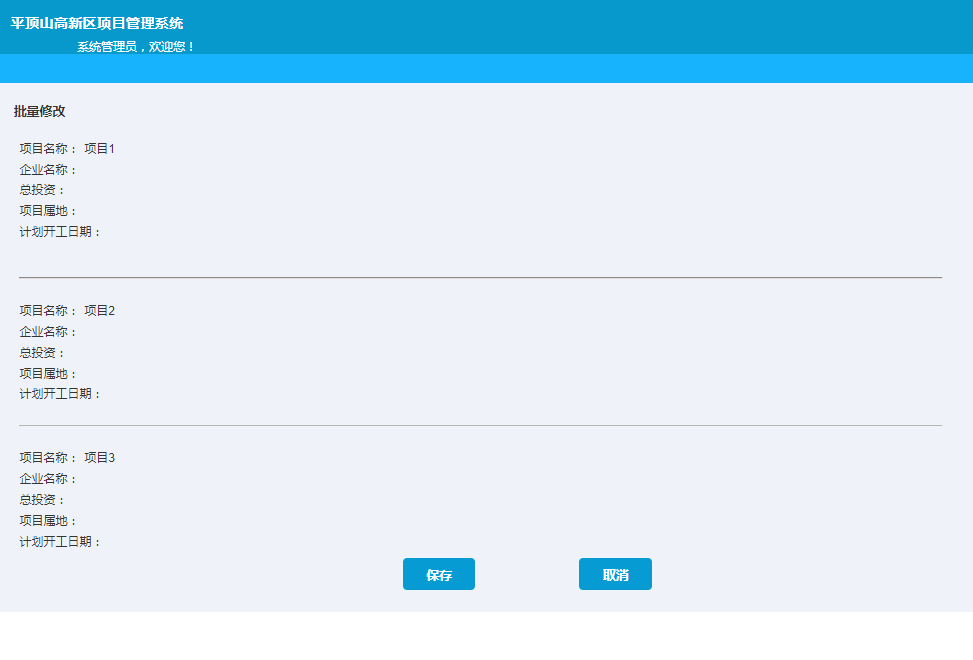 平顶山高新区项目管理系统
系统管理员，欢迎您！
批量修改
项目名称： 项目1
企业名称：
总投资：
项目属地：
计划开工日期：
项目名称： 项目2
企业名称：
总投资：
项目属地：
计划开工日期：
项目名称： 项目3
企业名称：
总投资：
项目属地：
计划开工日期：
保存 取消